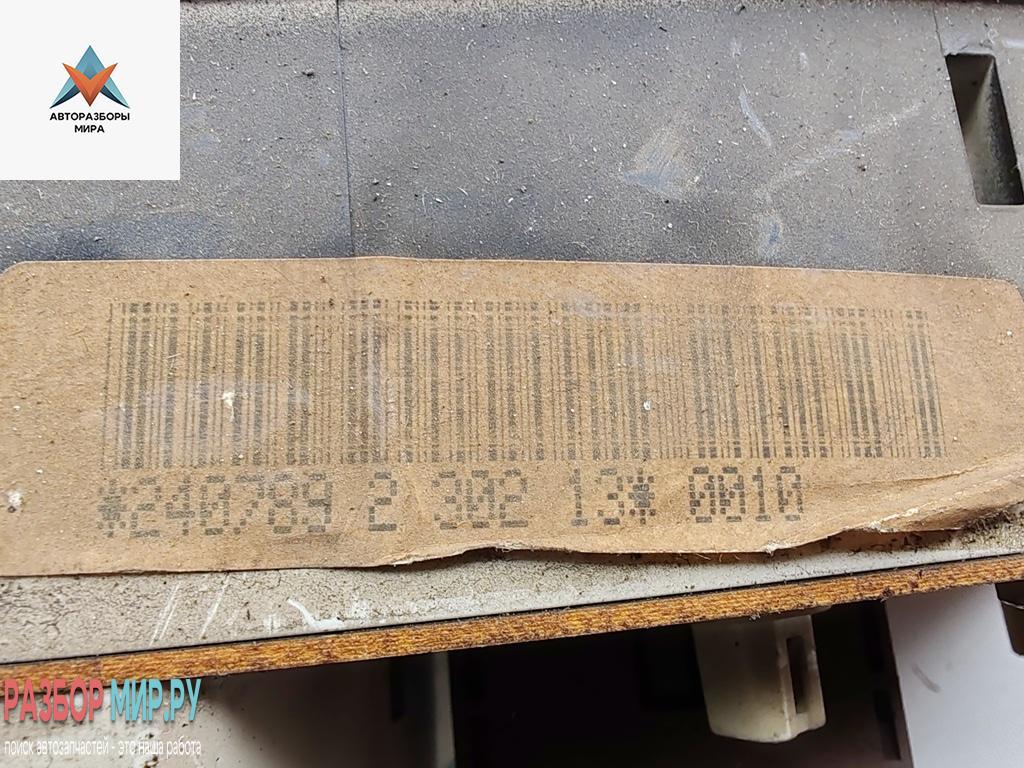 АВТОРАЗБОРЫ
МИРА
*240789 2 302 13* 0010
РАЗБОР МИР.РУ
поиск автозапчастей - это наша работа